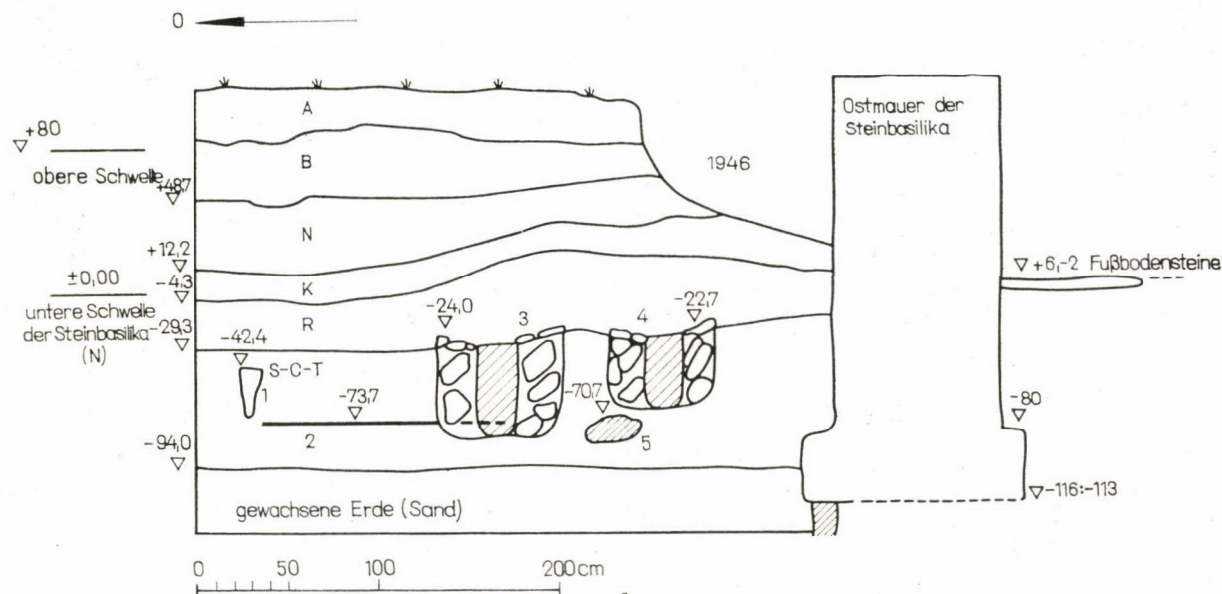 O
A
+80
Ostmauer der
Steinbasilika
B
1946
obere Schwelle
+48,7
N
+12,2
±0,00
-4,3
+6,-2 Fußbodensteine
K
untere Schwelle
der Steinbasilika
(N)
-24,0
3
4
-22,7
R
-29,3
-42,4
S-C-T
1
-73,7
-70,7
-80
2
5
-94,0
-116:-113
gewachsene Erde (Sand)
0 50 100 200cm